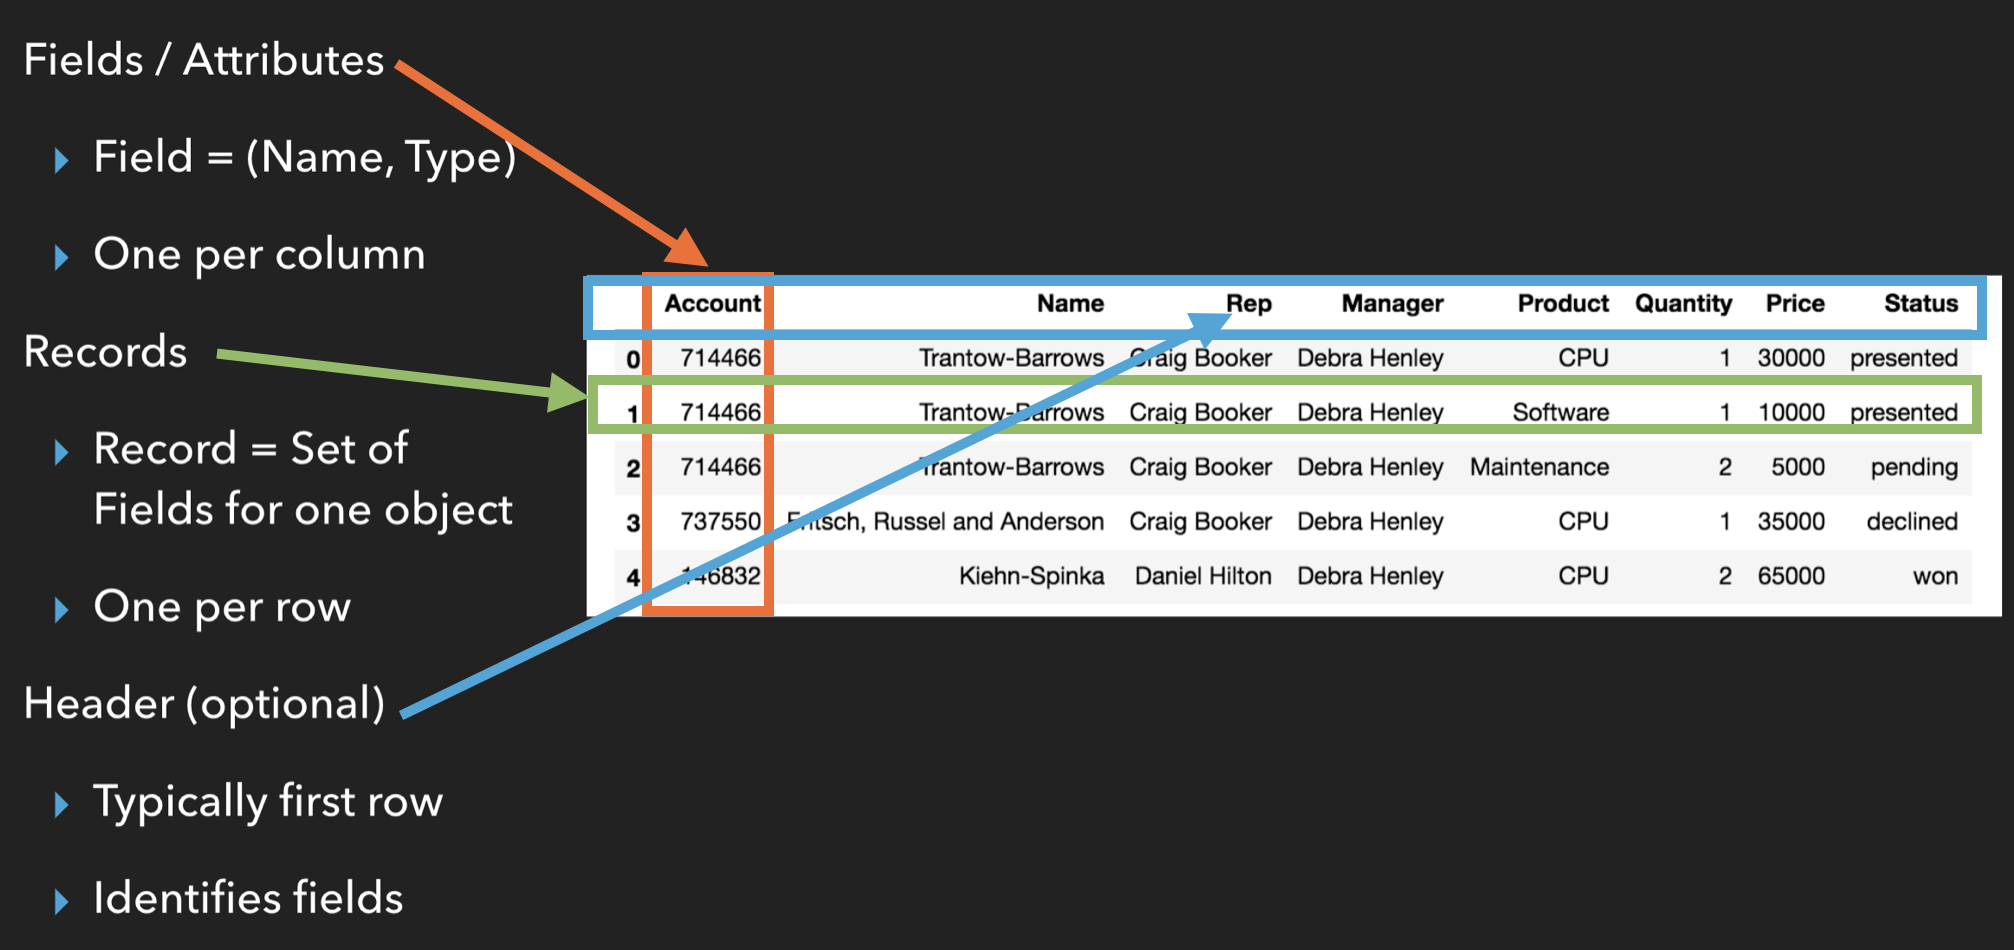 Fields / Attributes
Field = (Name, Type)
One per column
Records
Record = Set of
Fields for one object
One per row
Header (optional)
Typically first row
Identifies fields
Account Name Rep Manager Product Quantity Price Status
0 714466 Trantow-Barrows Craig Booker Debra Henley CPU 1 30000 presented
1 714466 Trantow-Barrows Craig Booker Debra Henley Software 1 10000 presented
2 714466 Trantow-Barrows Craig Booker Debra Henley Maintenance 2 5000 pending
3 737550 Fritsch, Russel and Anderson Craig Booker Debra Henley CPU 1 35000 declined
4 146832 Kiehn-Spinka Daniel Hilton Debra Henley CPU 2 65000 won